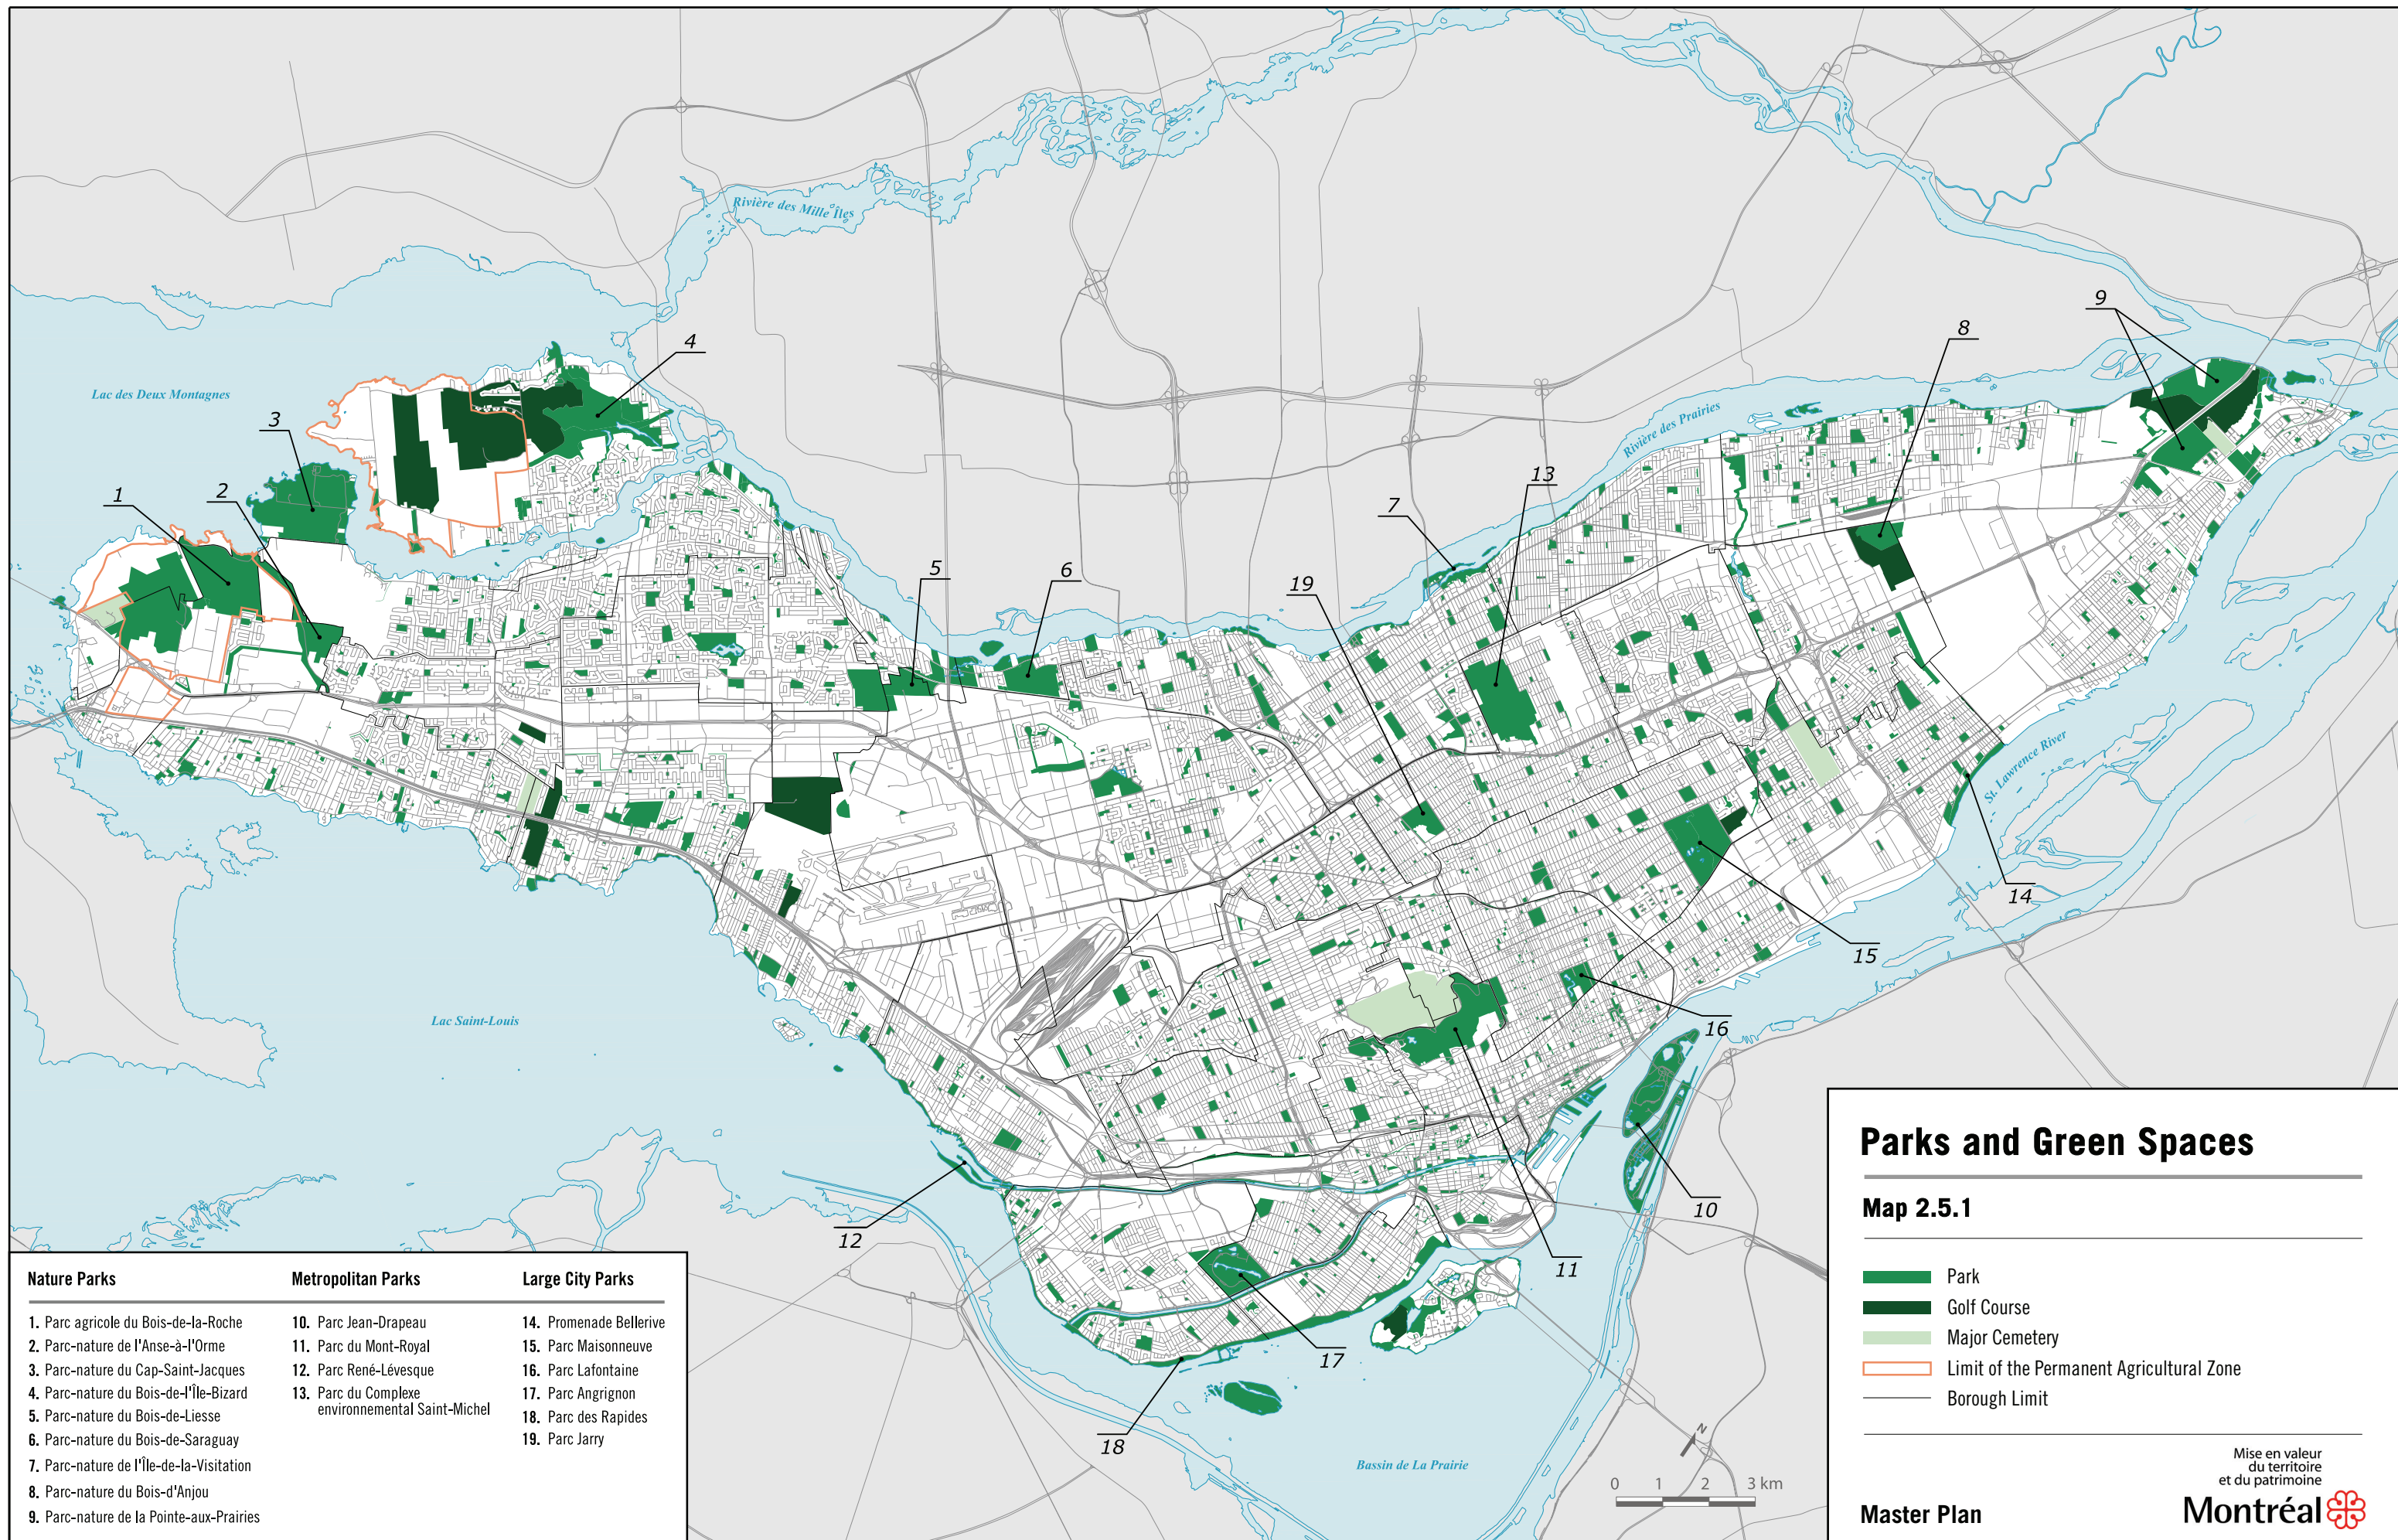 Rivière des Mille Îles
Lac des Deux Montagnes
Rivière des Prairies
St. Lawrence River
Lac Saint-Louis
Bassin de La Prairie
1
2
3
4
5
6
7
8
9
10
11
12
13
14
15
16
17
18
19
Nature Parks
1. Parc agricole du Bois-de-la-Roche
2. Parc-nature de l'Anse-à-l'Orme
3. Parc-nature du Cap-Saint-Jacques
4. Parc-nature du Bois-de-l'Île-Bizard
5. Parc-nature du Bois-de-Liesse
6. Parc-nature du Bois-de-Saraguay
7. Parc-nature de l'Île-de-la-Visitation
8. Parc-nature du Bois-d'Anjou
9. Parc-nature de la Pointe-aux-Prairies
Metropolitan Parks
10. Parc Jean-Drapeau
11. Parc du Mont-Royal
12. Parc René-Lévesque
13. Parc du Complexe
environnemental Saint-Michel
Large City Parks
14. Promenade Bellerive
15. Parc Maisonneuve
16. Parc Lafontaine
17. Parc Angrignon
18. Parc des Rapides
19. Parc Jarry
N
0 1 2 3 km
Parks and Green Spaces
Map 2.5.1
Park
Golf Course
Major Cemetery
Limit of the Permanent Agricultural Zone
Borough Limit
Mise en valeur
du territoire
et du patrimoine
Master Plan
Montréal